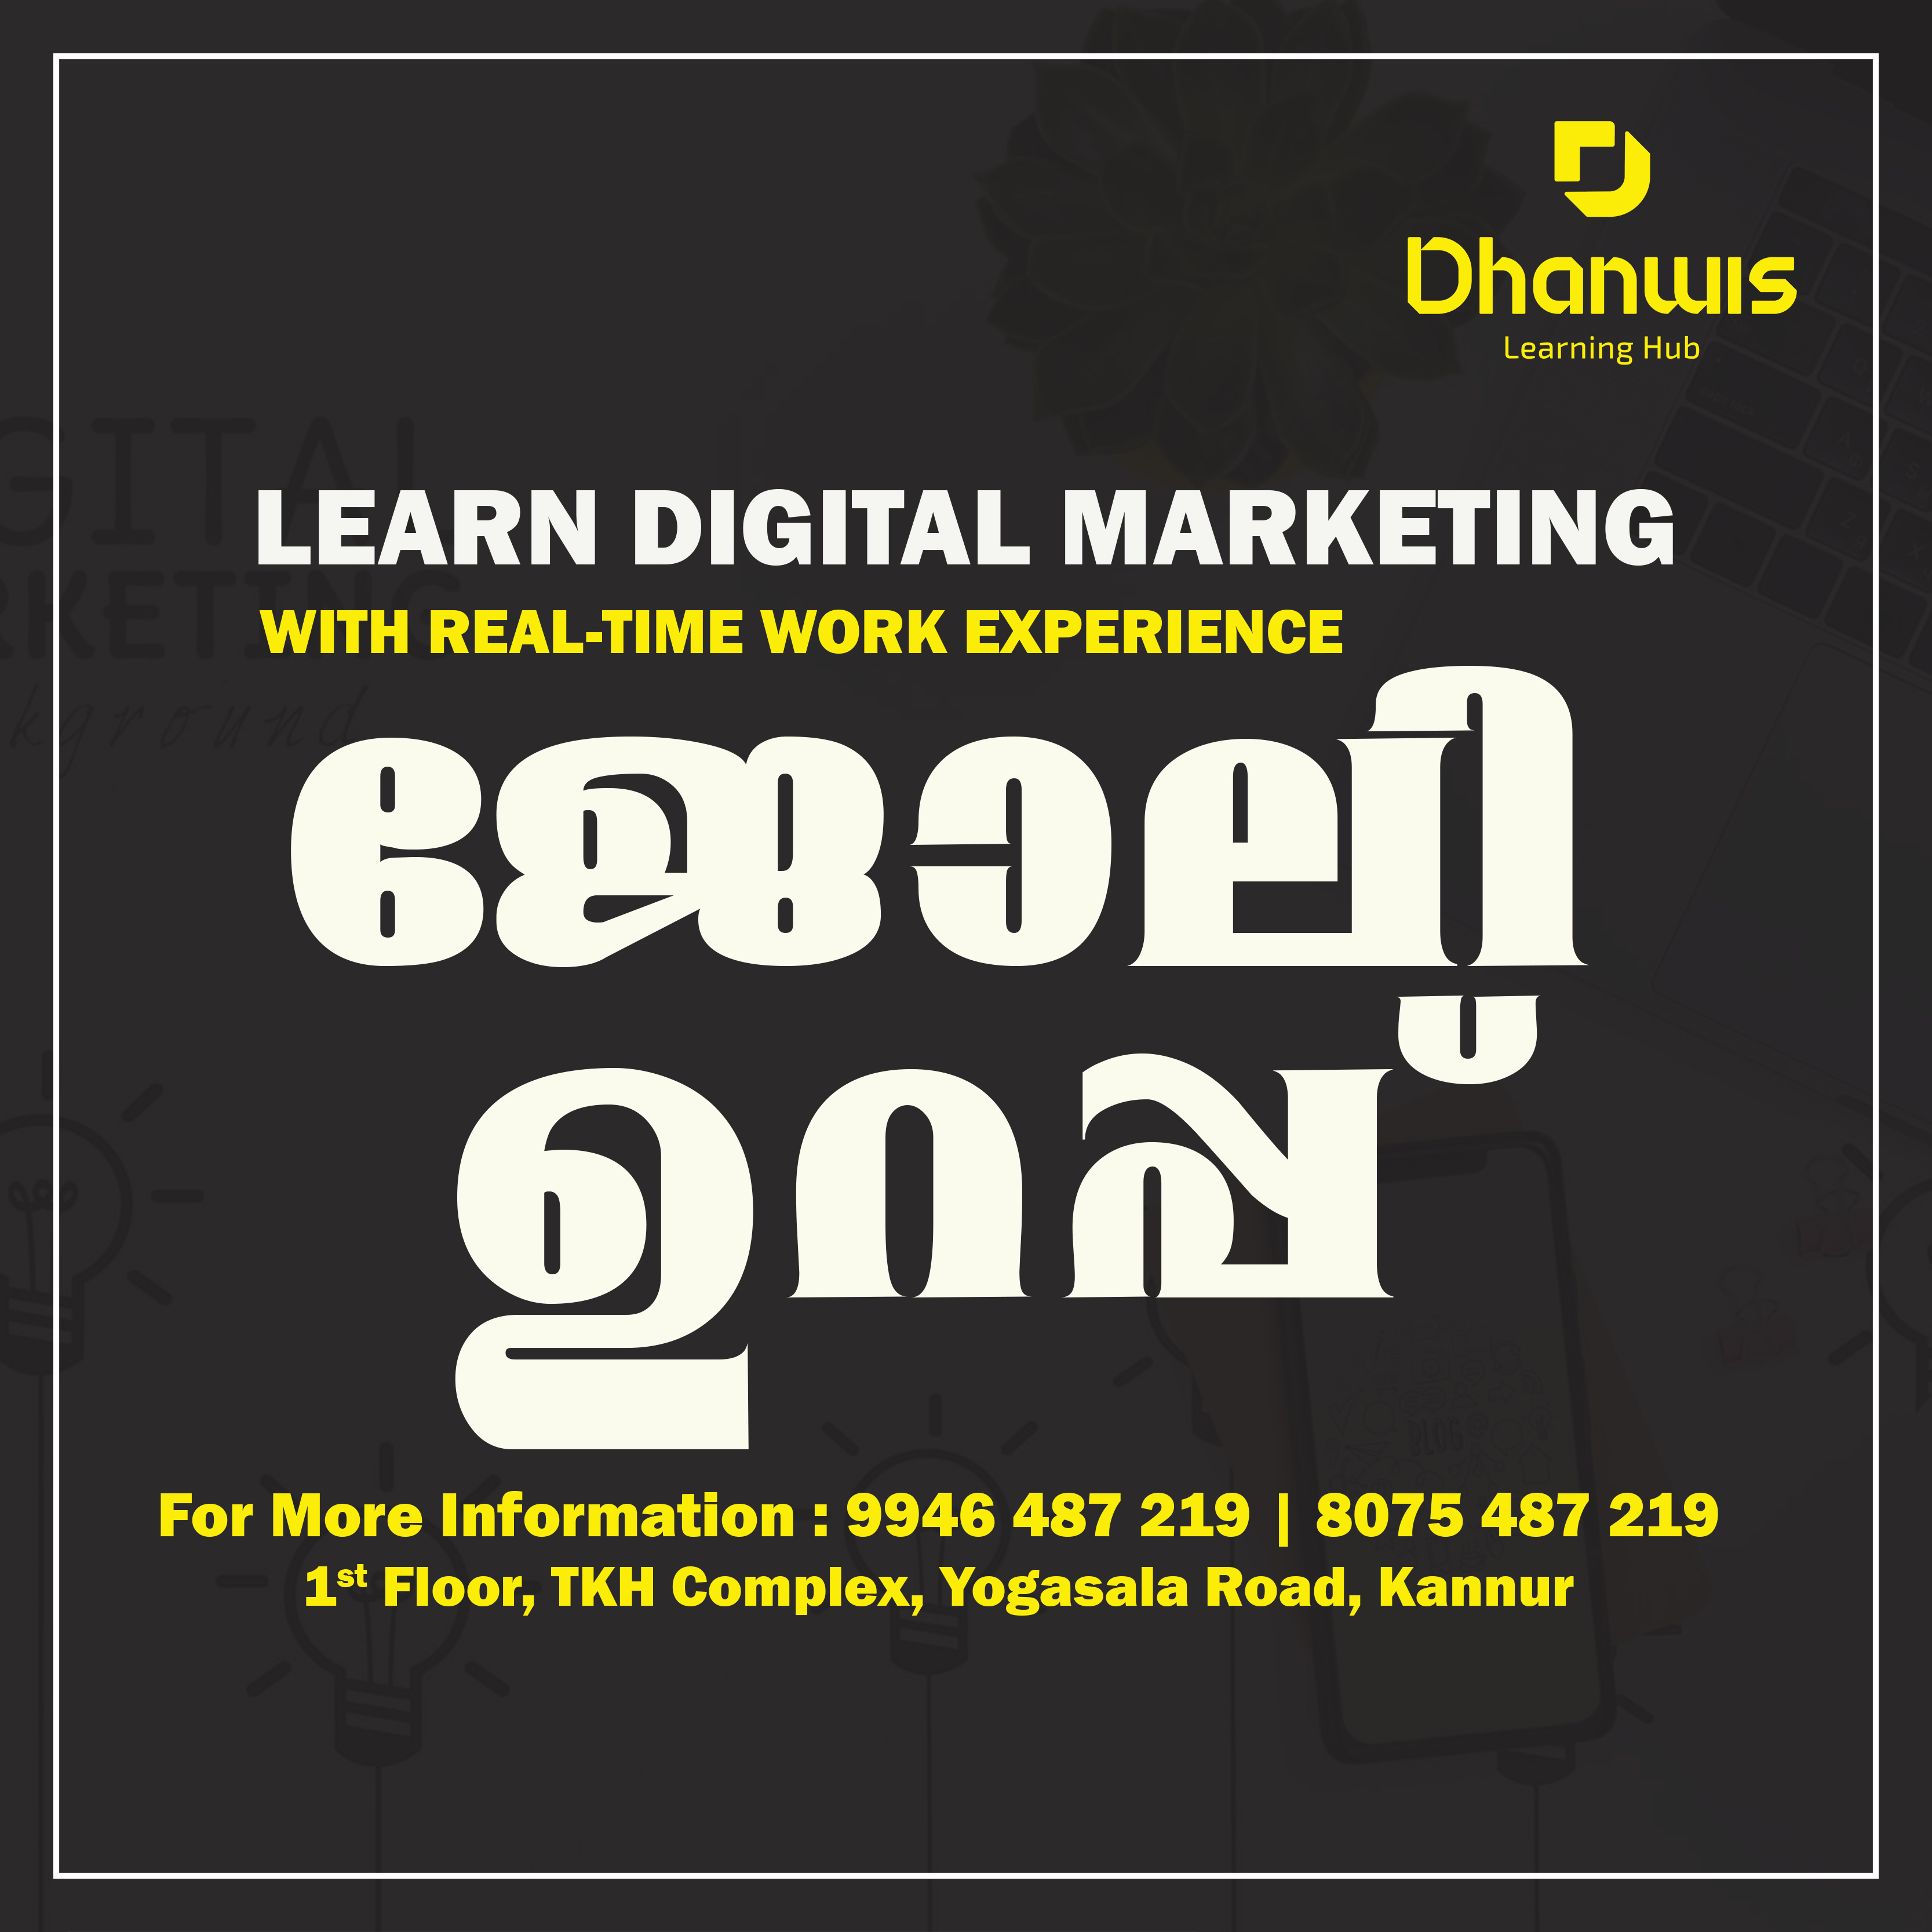 Dhanwis
Learning Hub
LEARN DIGITAL MARKETING
WITH REAL-TIME WORK EXPERIENCE
ജോലി
ഉറപ്പ്
For More Information : 9946 487 219 | 8075 487 219
1st Floor, TKH Complex, Yogasala Road, Kannur